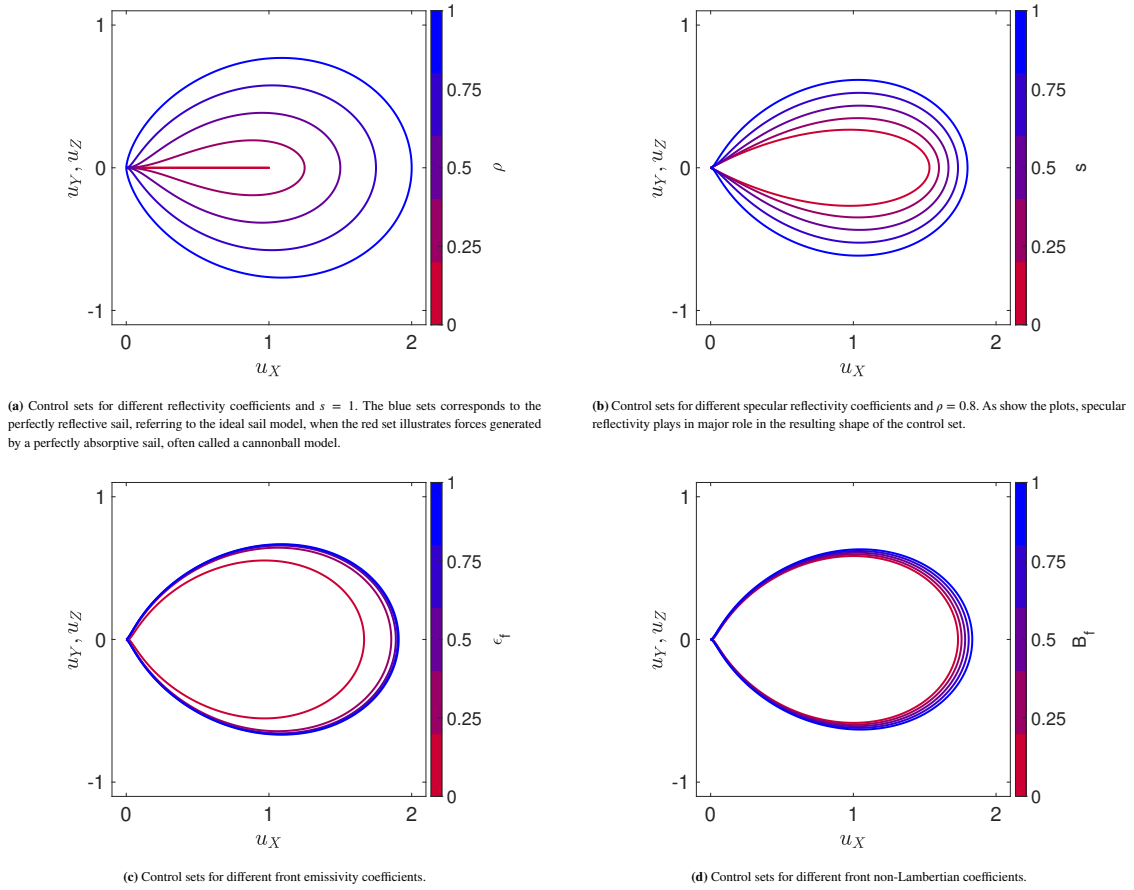 1
0
-1
u_Y, u_Z
0
1
2
u_X
1
0.75
0.5
0.25
0
ρ
1
0
-1
u_Y, u_Z
0
1
2
u_X
1
0.75
0.5
0.25
0
s
(a) Control sets for different reflectivity coefficients and s = 1. The blue sets corresponds to the
perfectly reflective sail, referring to the ideal sail model, when the red set illustrates forces generated
by a perfectly absorptive sail, often called a cannonball model.
(b) Control sets for different specular reflectivity coefficients and ρ = 0.8. As show the plots, specular
reflectivity plays in major role in the resulting shape of the control set.
1
0
-1
u_Y, u_Z
0
1
2
u_X
1
0.75
0.5
0.25
0
ϵ_f
1
0
-1
u_Y, u_Z
0
1
2
u_X
1
0.75
0.5
0.25
0
B_f
(c) Control sets for different front emissivity coefficients.
(d) Control sets for different front non-Lambertian coefficients.